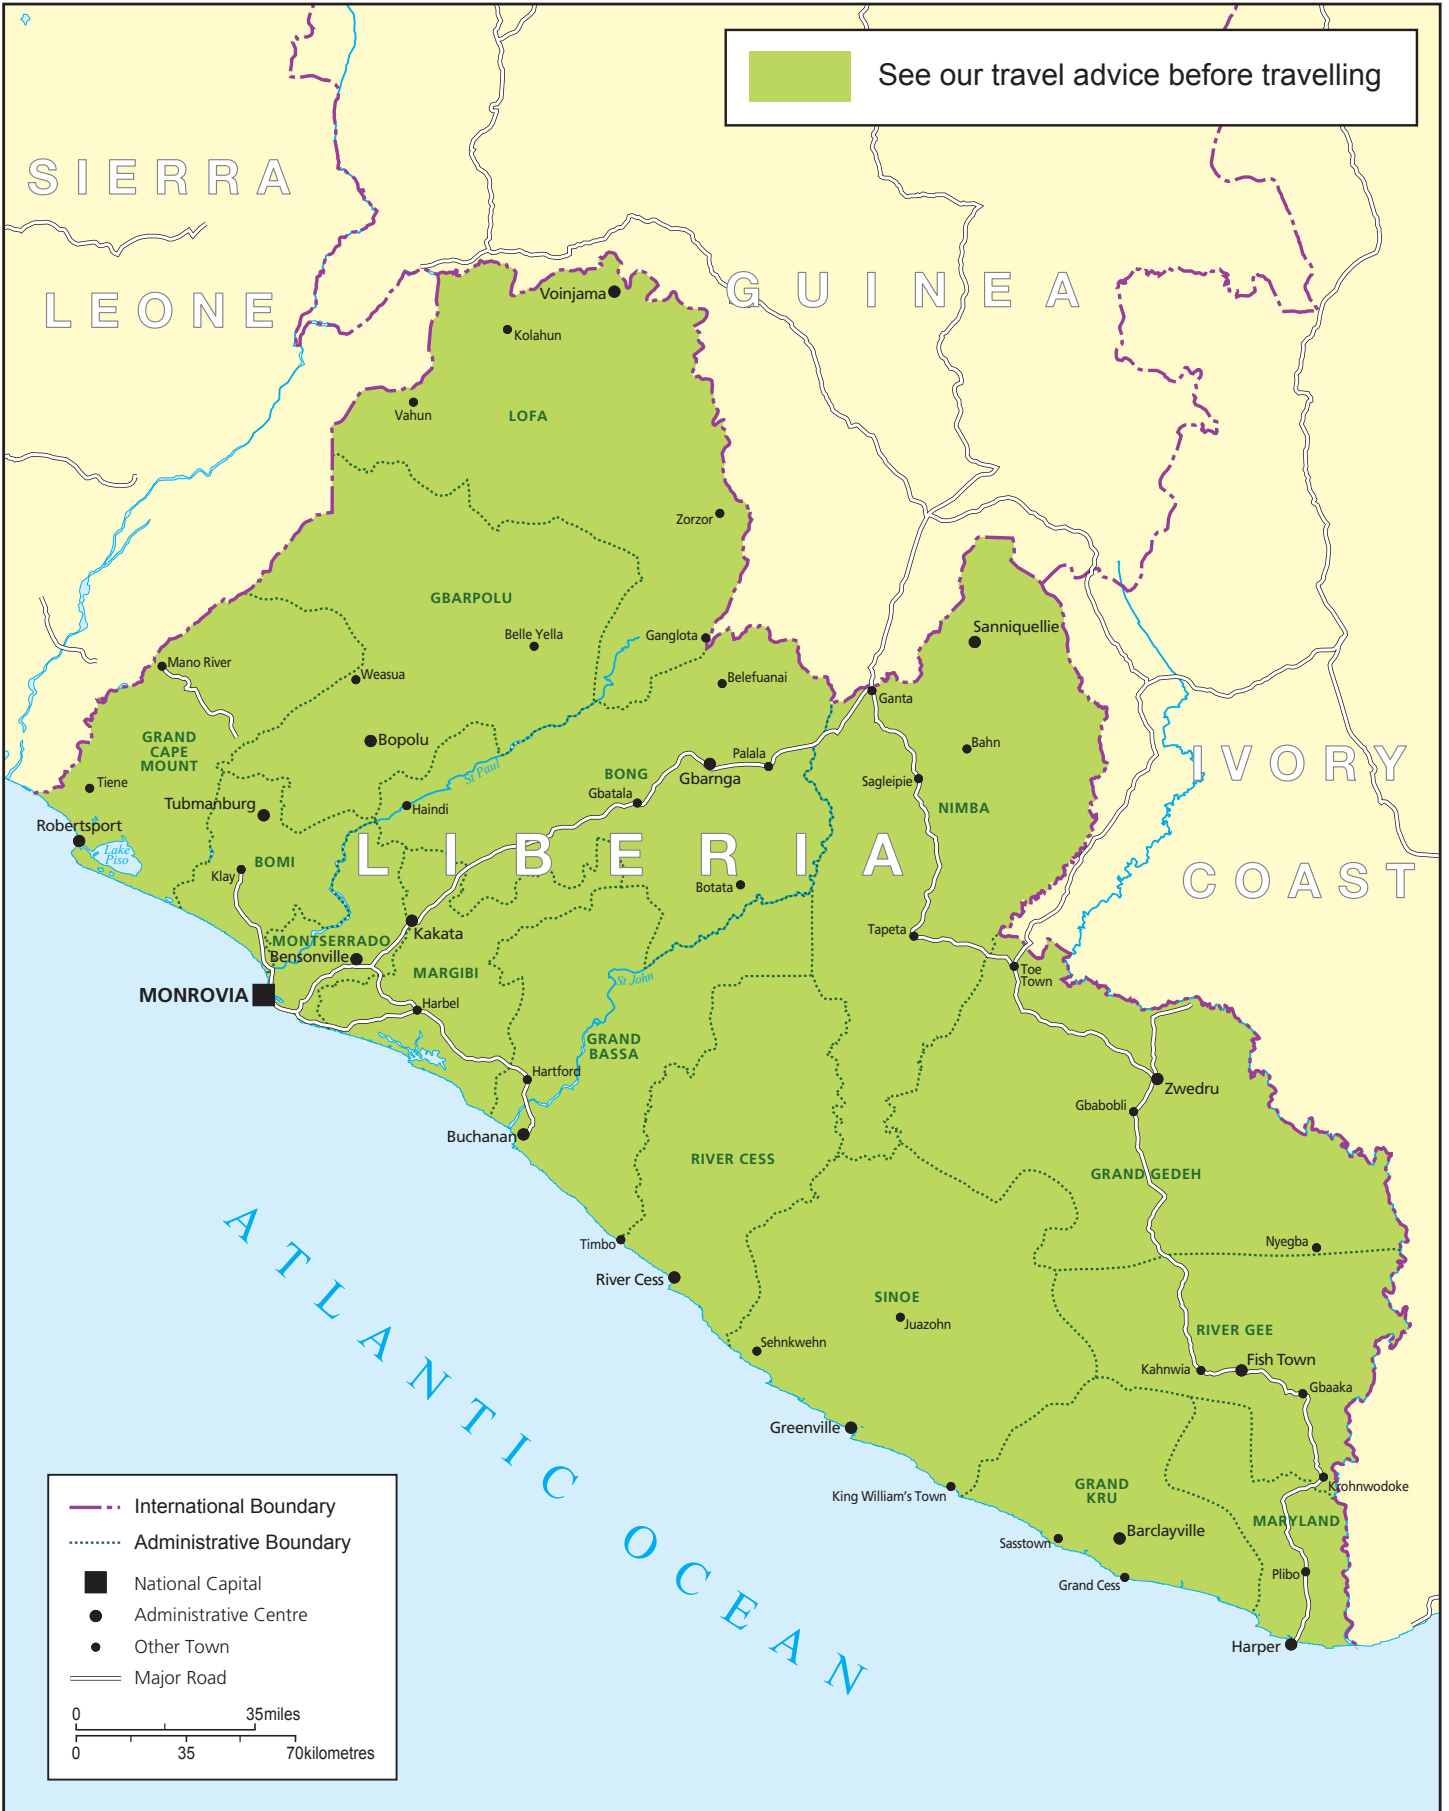 See our travel advice before travelling
SIERRA
LEONE
GUINEA
Voinjama
Kolahun
Vahun
LOFA
Zorzor
GBARPOLU
Belle Yella
Ganglota
Sanniquellie
Mano River
Weasua
Belefuanai
Ganta
GRAND
CAPE
MOUNT
Bopolu
Bahn
IVORY
COAST
Tiene
St Paul
BONG
Palala
Gbarnga
Sagleipie
Gbatala
NIMBA
Tubmanburg
Haindi
Robertsport
Lake
Piso
BOMI
LIBERIA
Klay
Botata
Kakata
Tapeta
MONTSERRADO
Bensonville
MARGIBI
St John
Toe
Town
MONROVIA
Harbel
GRAND
BASSA
Hartford
Zwedru
Gbabobli
Buchanan
RIVER CESS
GRAND GEDEH
Timbo
Nyegba
River Cess
SINOE
Juazohn
RIVER GEE
Sehnkwehn
Kahnwia
Fish Town
Gbaaka
Greenville
King William's Town
GRAND
KRU
Krohnwodoke
MARYLAND
Sasstown
Barclayville
Grand Cess
Plibo
Harper
ATLANTIC OCEAN
International Boundary
Administrative Boundary
National Capital
Administrative Centre
Other Town
Major Road
0 35miles
0 35 70kilometres